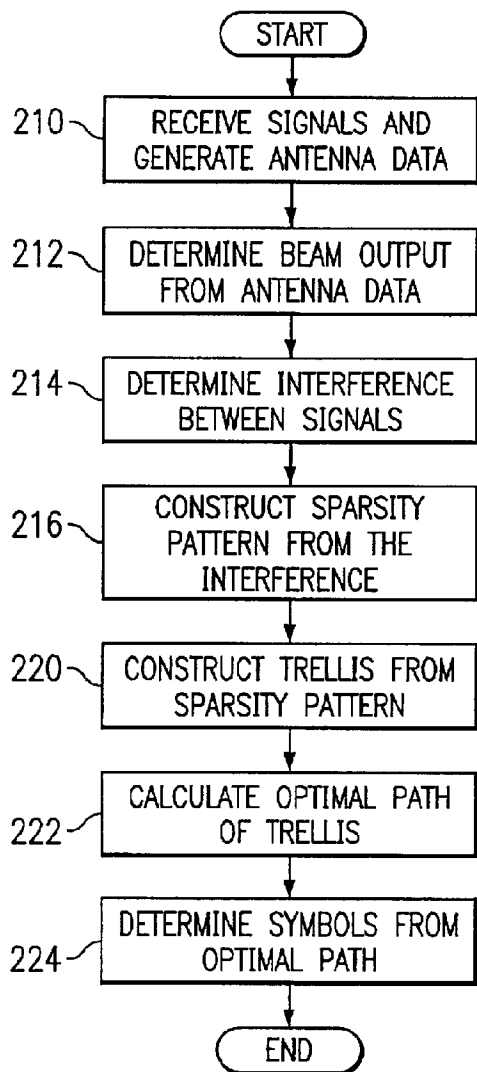 START
210
RECEIVE SIGNALS AND
GENERATE ANTENNA DATA
212
DETERMINE BEAM OUTPUT
FROM ANTENNA DATA
214
DETERMINE INTERFERENCE
BETWEEN SIGNALS
216
CONSTRUCT SPARSITY
PATTERN FROM THE
INTERFERENCE
220
CONSTRUCT TRELLIS FROM
SPARSITY PATTERN
222
CALCULATE OPTIMAL PATH
OF TRELLIS
224
DETERMINE SYMBOLS FROM
OPTIMAL PATH
END